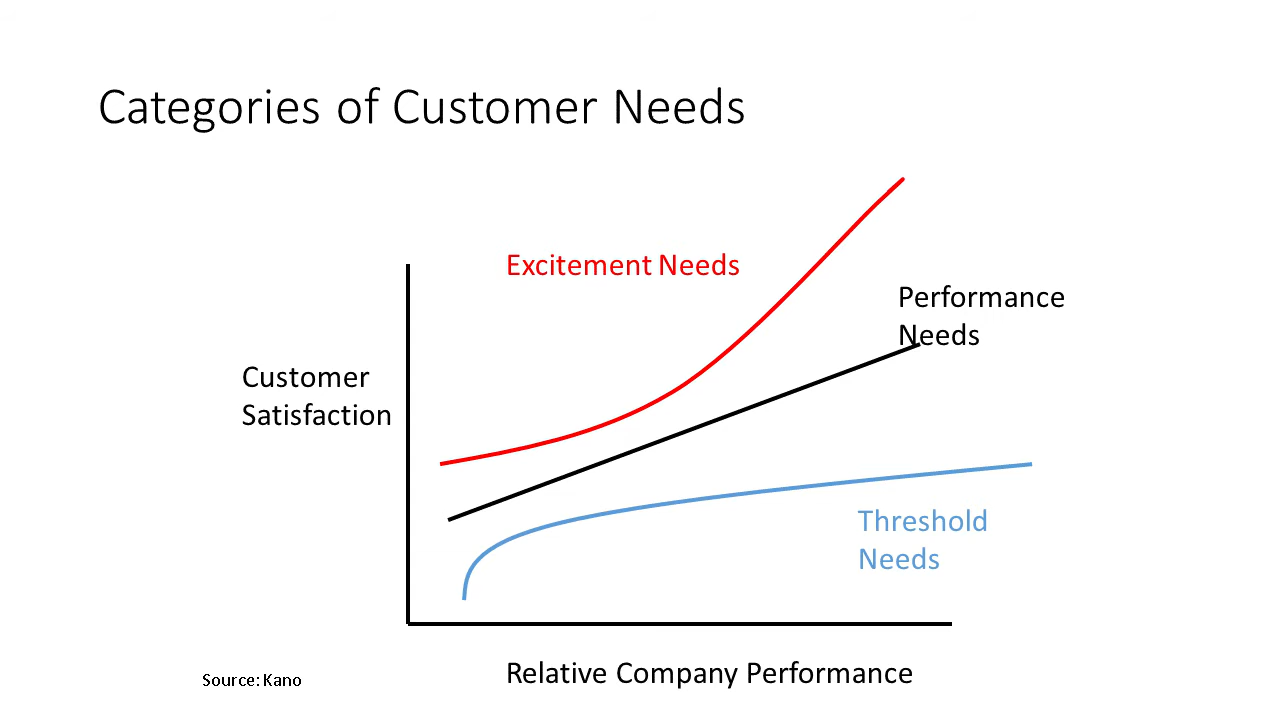 Categories of Customer Needs
Excitement Needs
Performance
Needs
Customer
Satisfaction
Threshold
Needs
Relative Company Performance
Source: Kano